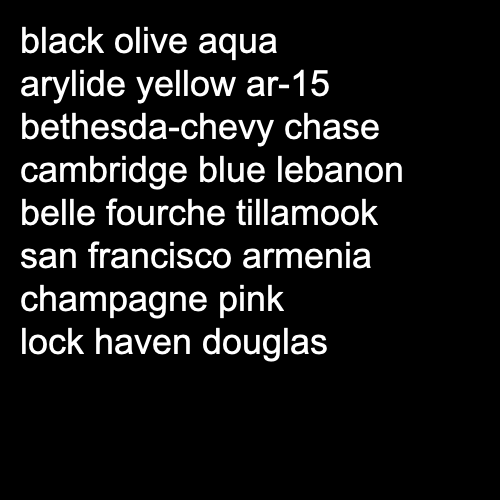 black olive aqua
arylide yellow ar-15
bethesda-chevy chase
cambridge blue lebanon
belle fourche tillamook
san francisco armenia
champagne pink
lock haven douglas